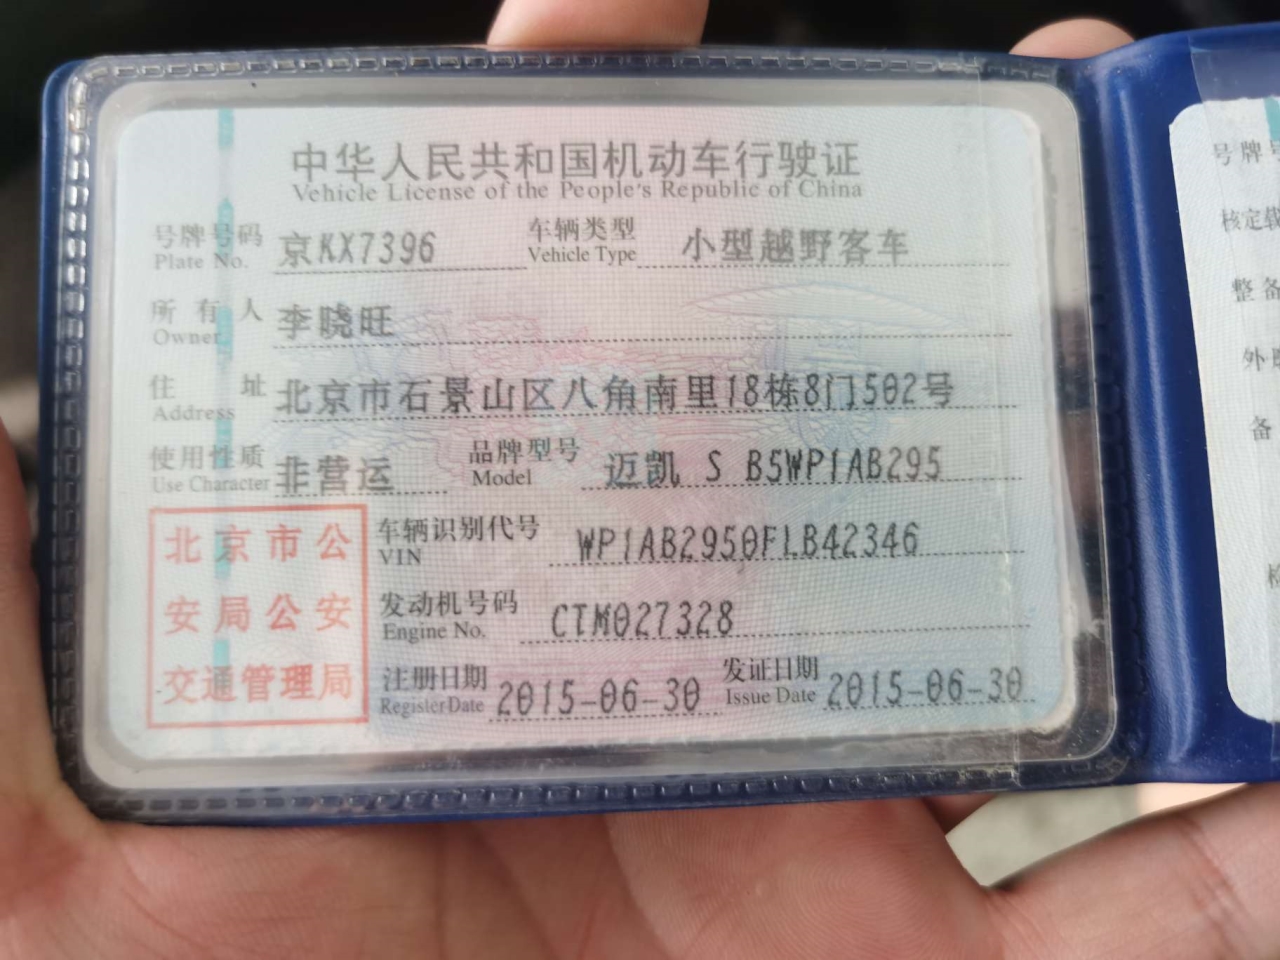 中华人民共和国机动车行驶证
Vehicle License of the People's Republic of China
号牌号码 京KX7396 车辆类型 小型越野客车
Plate No. Vehicle Type
所有人 李晓旺
Owner
住址 北京市石景山区八角南里18栋8门502号
Address
使用性质 非营运 品牌型号 迈凯 S B5WP1AB295
Use Character Model
车辆识别代号 WP1AB2950FLB42346
VIN
发动机号码 CTM027328
Engine No.
注册日期 2015-06-30 发证日期 2015-06-30
Register Date Issue Date
北京市公
安局公安
交通管理局
号牌
核定载
整备
外
备